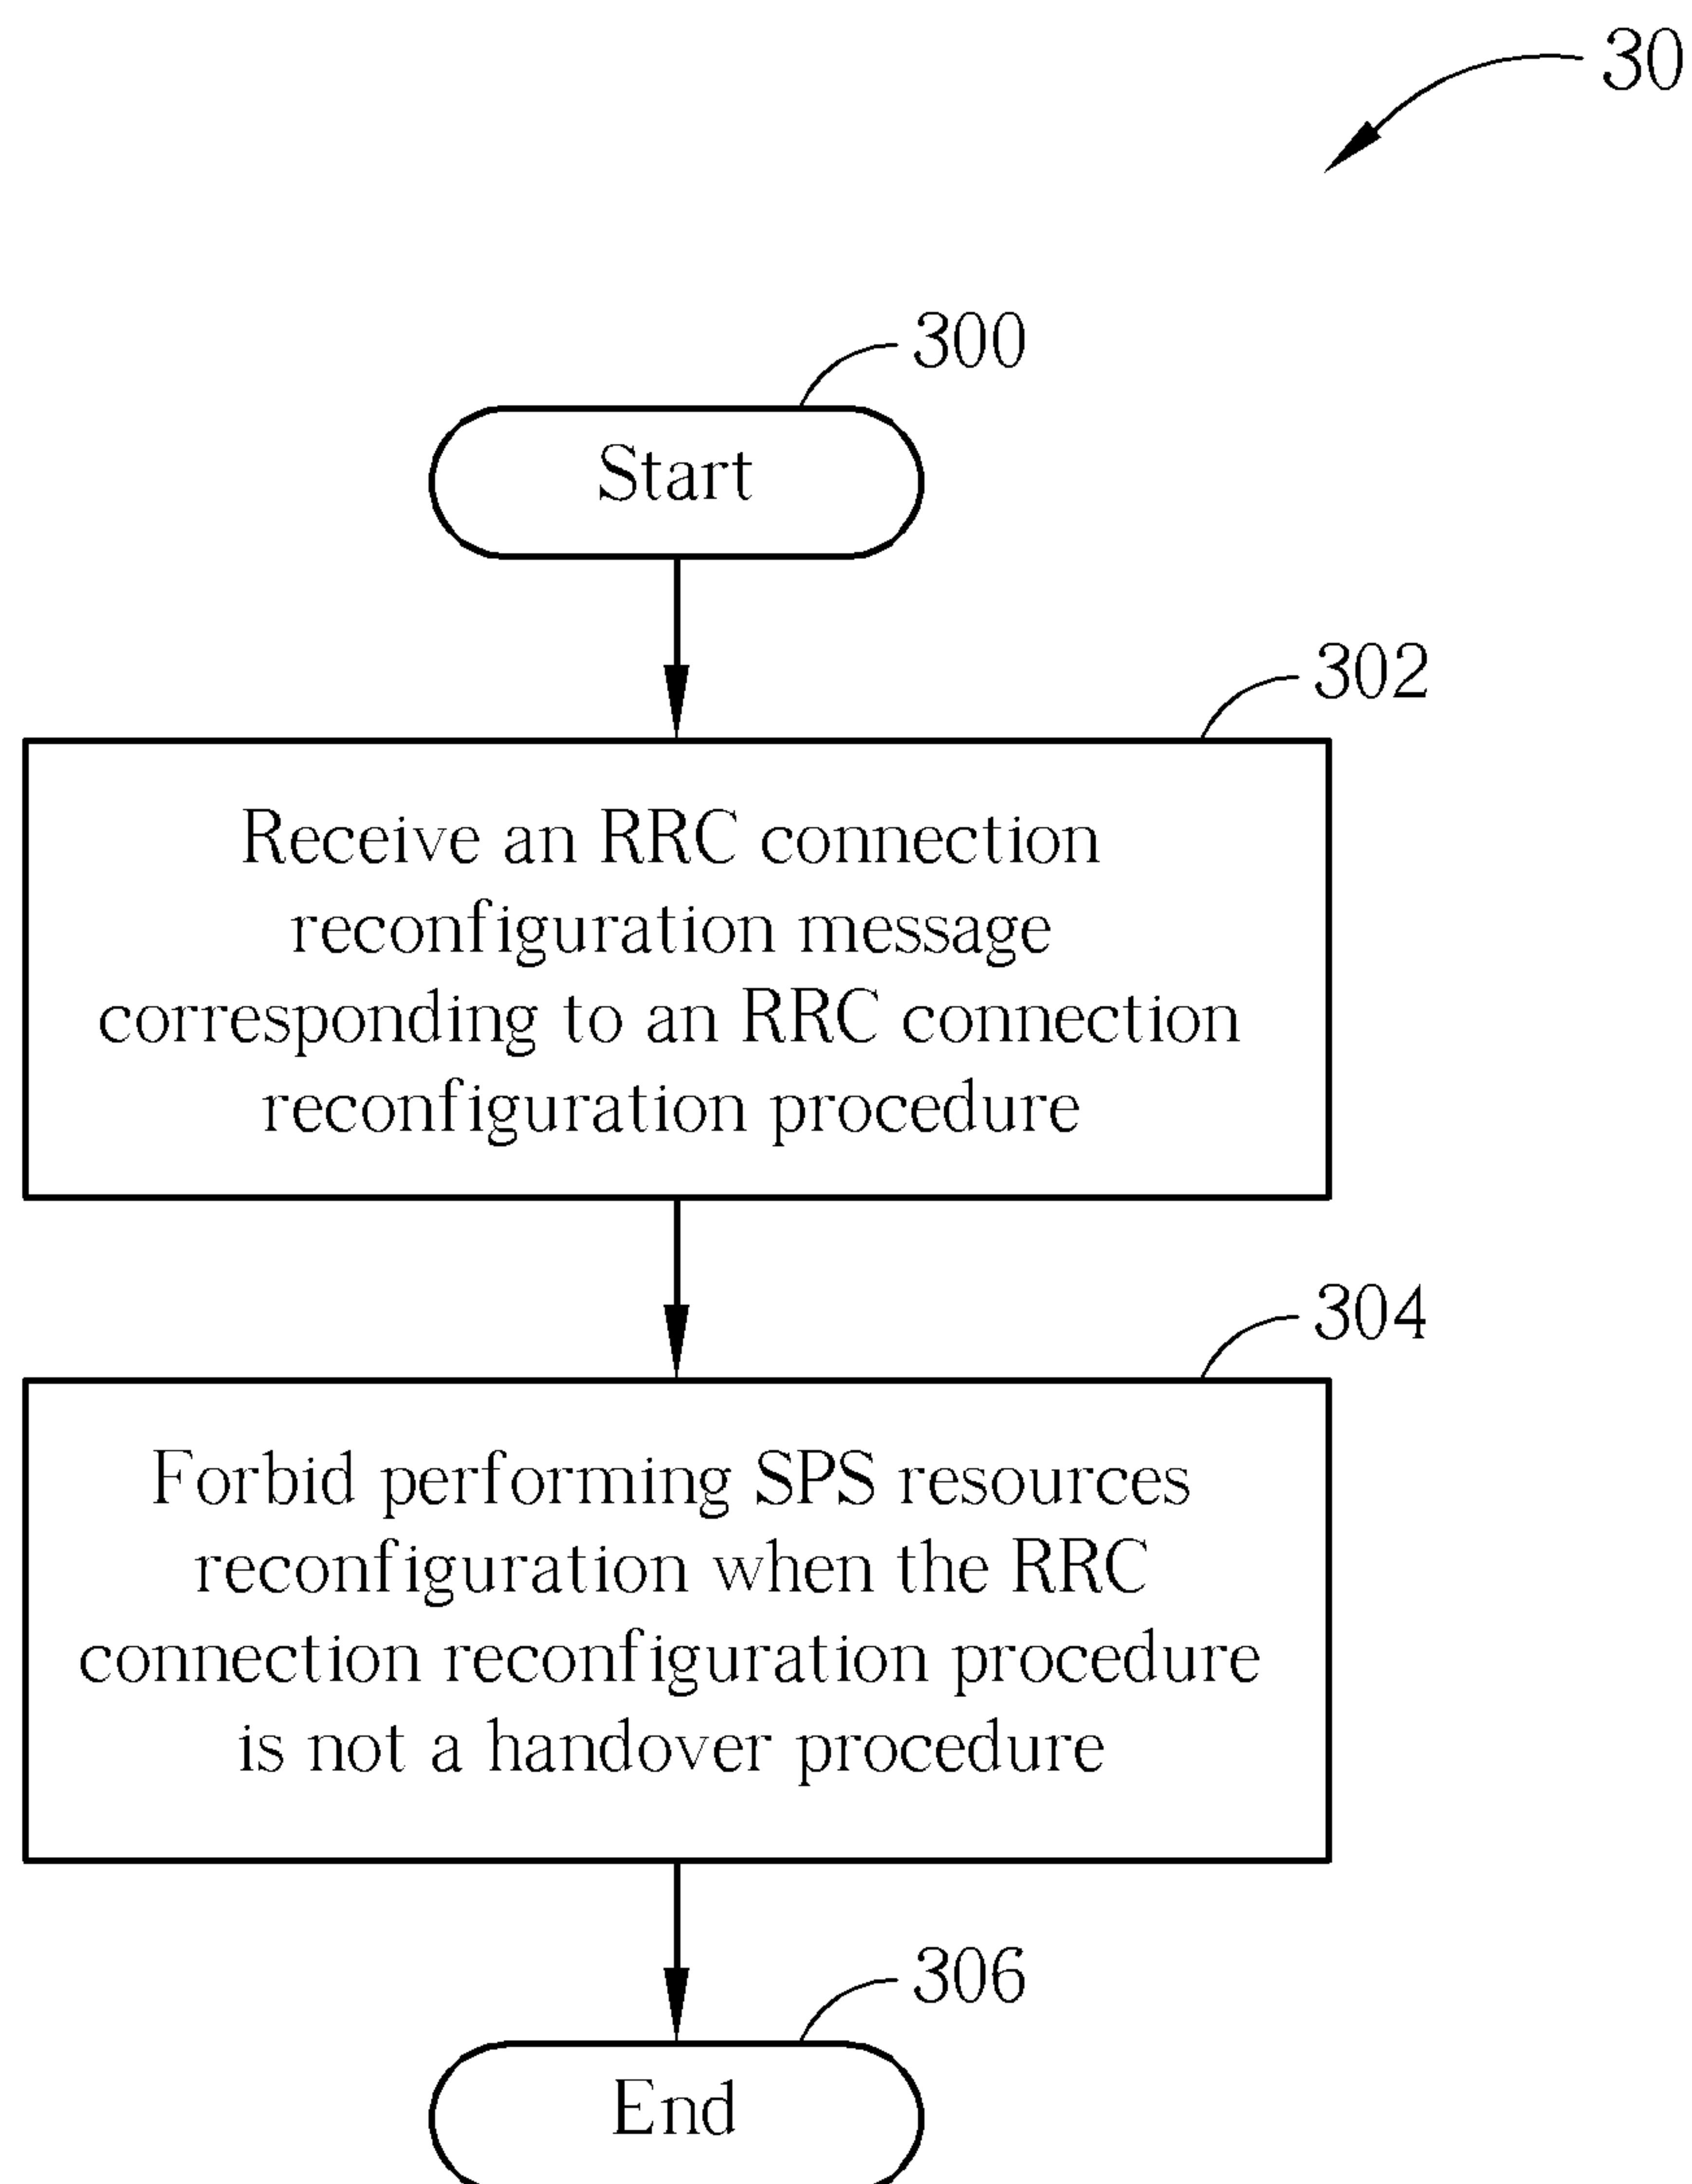 30
300
Start
302
Receive an RRC connection
reconfiguration message
corresponding to an RRC connection
reconfiguration procedure
304
Forbid performing SPS resources
reconfiguration when the RRC
connection reconfiguration procedure
is not a handover procedure
306
End